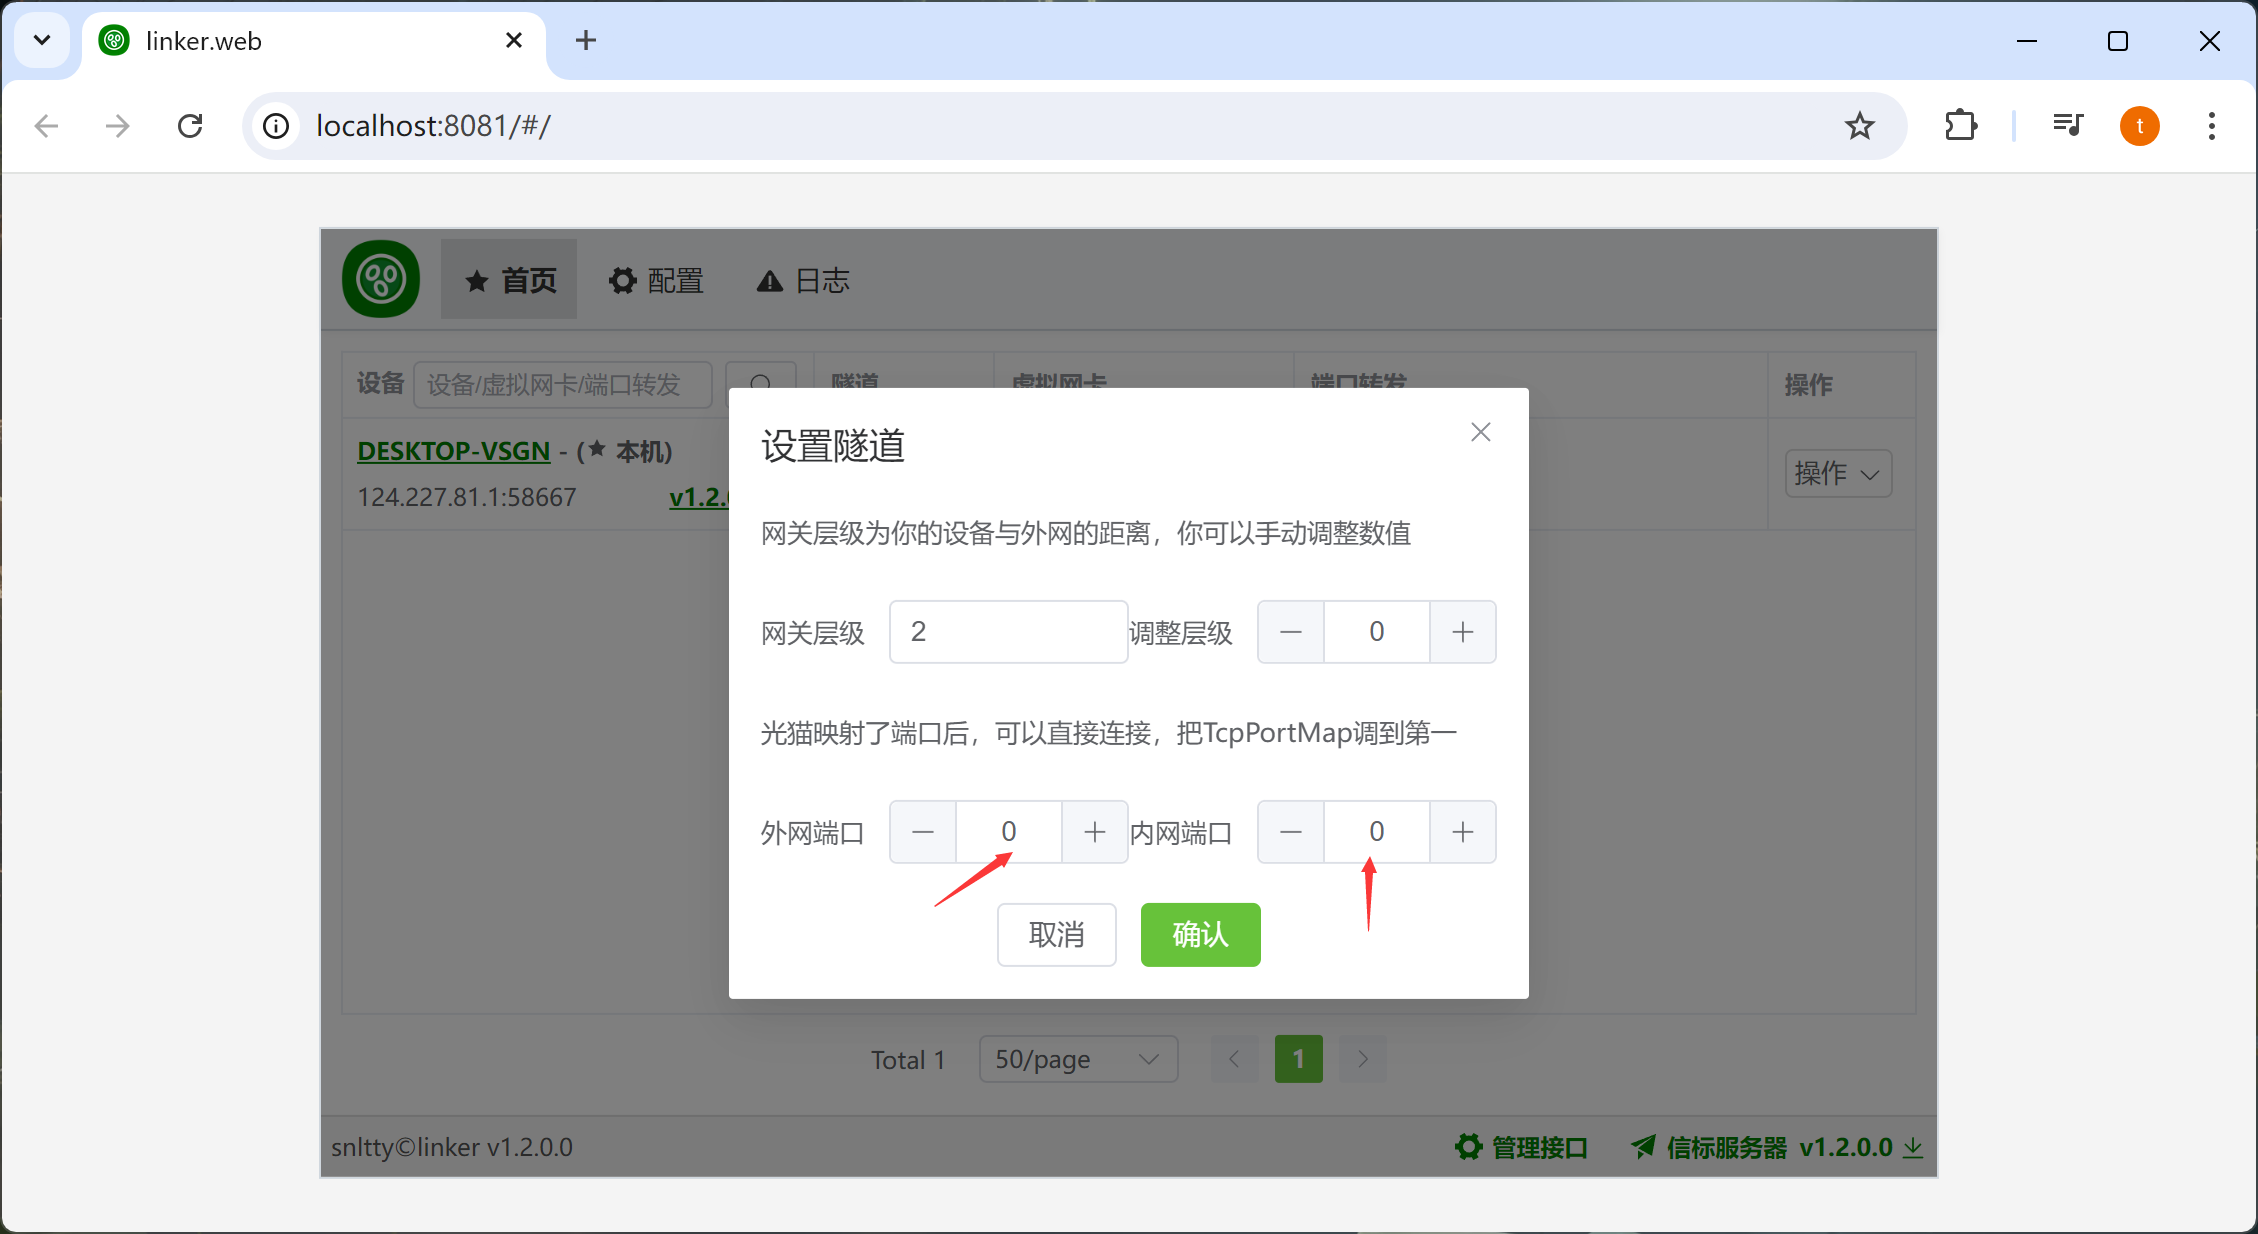 linker.web
localhost:8081/#/
t
首页 配置 日志
设备 设备/虚拟网卡/端口转发 隧道 虚拟网卡 端口转发 操作
DESKTOP-VSGN - (★ 本机)
124.227.81.1:58667 v1.2.
操作
设置隧道
网关层级为你的设备与外网的距离，你可以手动调整数值
网关层级 2 调整层级 0
光猫映射了端口后，可以直接连接，把TcpPortMap调到第一
外网端口 0 内网端口 0
取消 确认
Total 1 50/page 1
snltty©linker v1.2.0.0 管理接口 信标服务器 v1.2.0.0